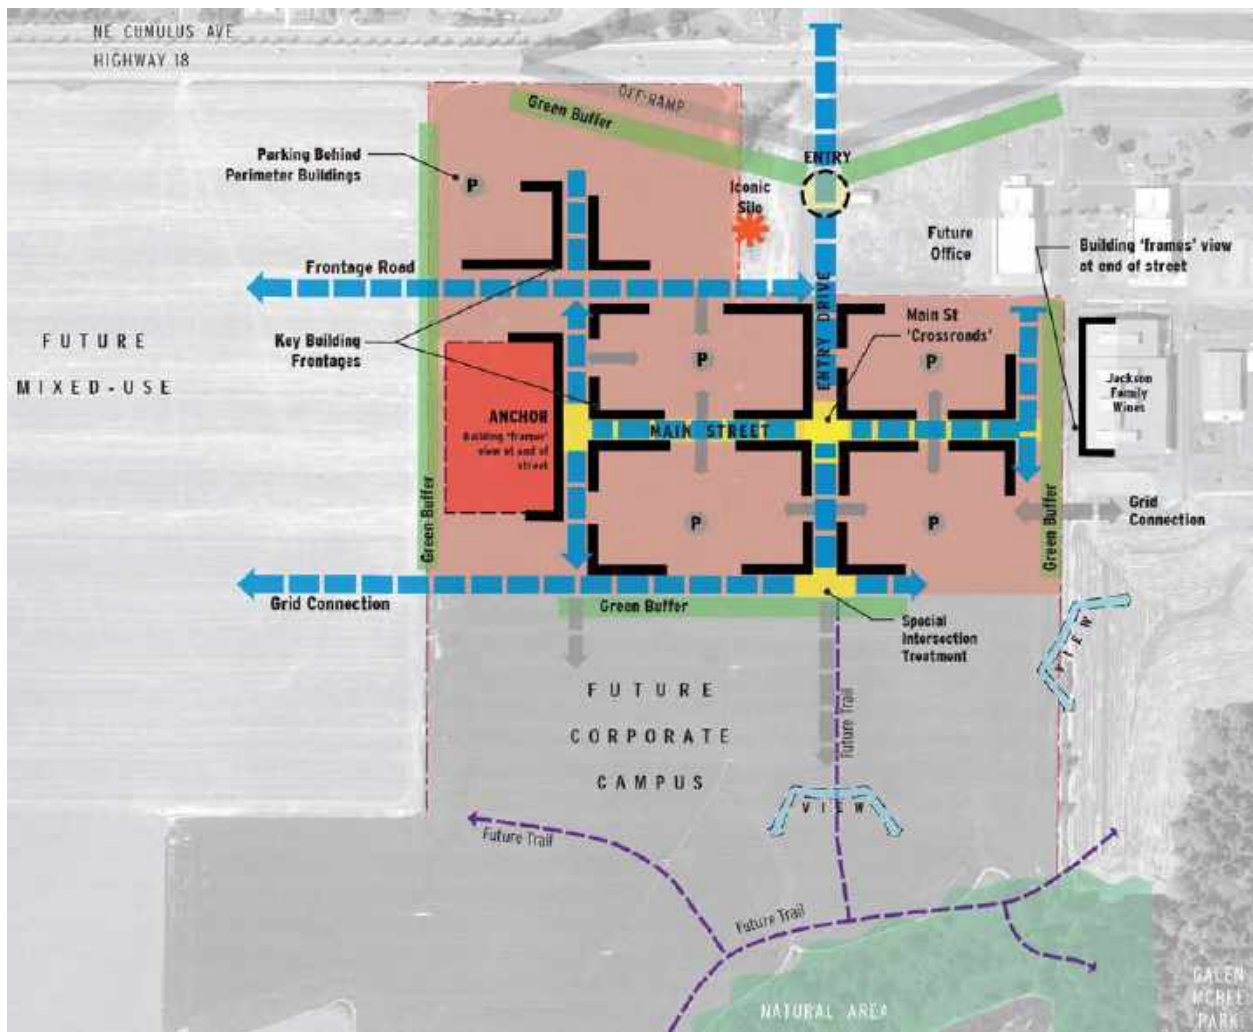 NE CUMULUS AVE
HIGHWAY 18
OFF-RAMP
Green Buffer
ENTRY
Parking Behind
Perimeter Buildings
P
Iconic
Silo
Future
Office
Building 'frames' view
at end of street
Frontage Road
ENTRY DRIVE
Main St
'Crossroads'
FUTURE
MIXED-USE
Key Building
Frontages
P
P
Jackson
Family
Wines
ANCHOR
Building 'frames'
view at end of
street
MAIN STREET
Green Buffer
P
P
Green Buffer
Grid
Connection
Grid Connection
Green Buffer
Special
Intersection
Treatment
VIEW
FUTURE
CORPORATE
CAMPUS
Future Trail
VIEW
Future Trail
Future Trail
NATURAL AREA
GALEN
MCBEE
PARK